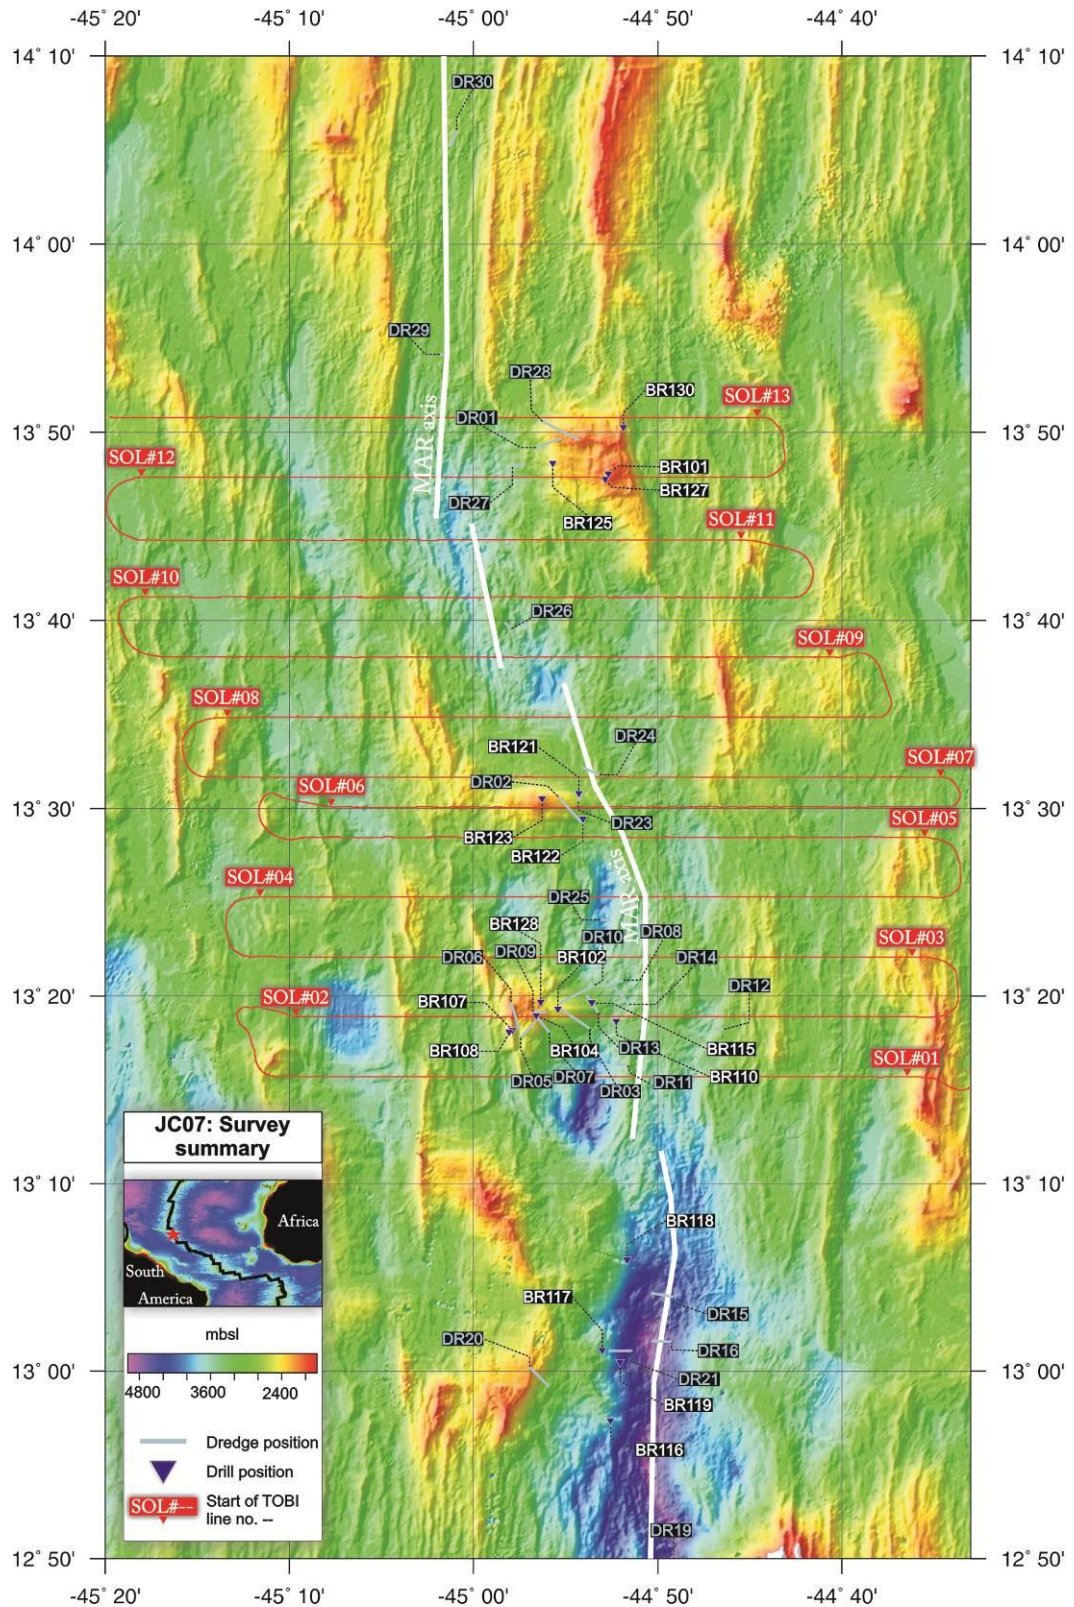 -45° 20'
-45° 10'
-45° 00'
-44° 50'
-44° 40'
14° 10'
14° 10'
DR30
14° 00'
14° 00'
DR29
DR28
BR130
SOL#13
DR01
MAR axis
13° 50'
13° 50'
SOL#12
BR101
BR127
DR27
BR125
SOL#11
SOL#10
DR26
13° 40'
13° 40'
SOL#09
SOL#08
DR24
BR121
SOL#07
DR02
SOL#06
13° 30'
13° 30'
DR23
SOL#05
BR123
BR122
MAR axis
SOL#04
DR25
BR128
DR10
DR08
SOL#03
DR06
DR09
BR102
DR14
DR12
SOL#02
BR107
13° 20'
13° 20'
BR108
BR104
DR13
BR115
SOL#01
DR05
DR07
DR03
DR11
BR110
JC07: Survey
summary
Africa
South
America
13° 10'
13° 10'
BR118
BR117
DR15
mbsl
4800
3600
2400
DR20
DR16
13° 00'
13° 00'
DR21
BR119
BR116
Dredge position
Drill position
SOL#--
Start of TOBI
line no. --
DR19
12° 50'
12° 50'
-45° 20'
-45° 10'
-45° 00'
-44° 50'
-44° 40'